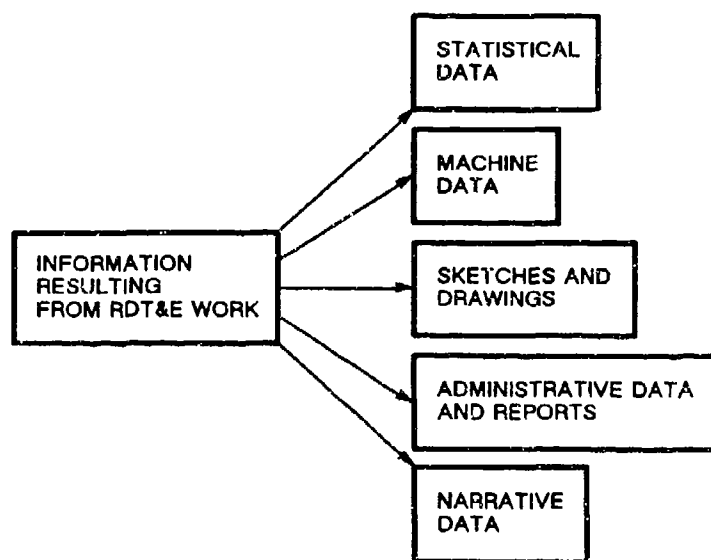 STATISTICAL
DATA
MACHINE
DATA
INFORMATION
RESULTING
FROM RDT&E WORK
SKETCHES AND
DRAWINGS
ADMINISTRATIVE DATA
AND REPORTS
NARRATIVE
DATA